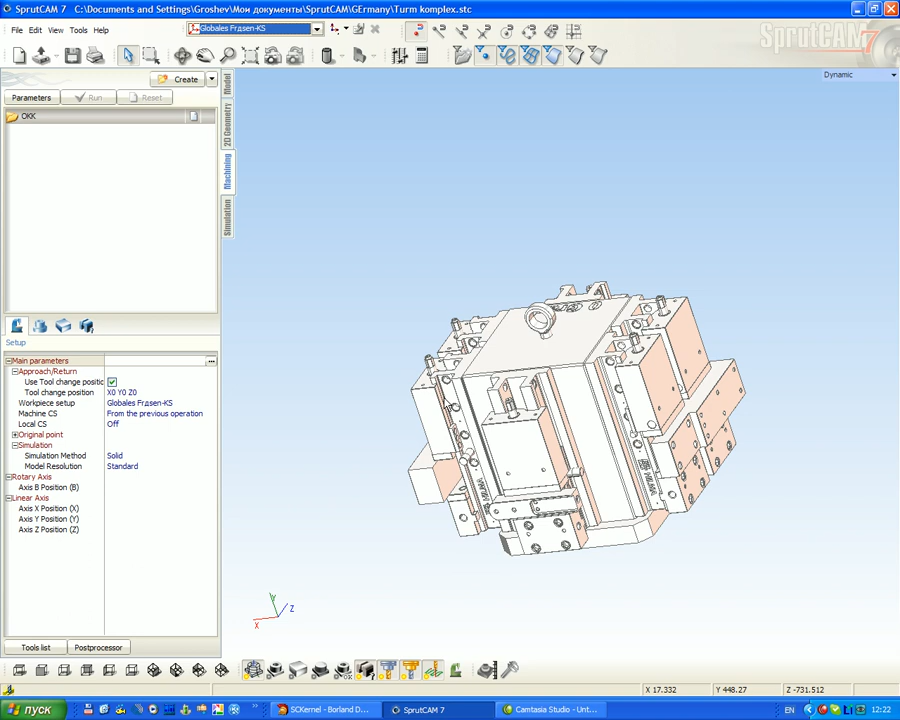 SprutCAM 7   C:\Documents and Settings\Groshev\Мои документы\SprutCAM\GErmany\Turm komplex.stc
File Edit View Tools Help
Globales Frдsen-KS
SprutCAM 7
Create
Dynamic
Parameters Run Reset
OKK
Model
2D Geometry
Machining
Simulation
Setup
Main parameters
Approach/Return
Use Tool change positic
Tool change position X0 Y0 Z0
Workpiece setup Globales Frдsen-KS
Machine CS From the previous operation
Local CS Off
Original point
Simulation
Simulation Method Solid
Model Resolution Standard
Rotary Axis
Axis B Position (B)
Linear Axis
Axis X Position (X)
Axis Y Position (Y)
Axis Z Position (Z)
Y
Z
X
Tools list Postprocessor
X 17.332 Y 448.27 Z -731.512
пуск SCKernel - Borland D... SprutCAM 7 Camtasia Studio - Unt... EN 12:22